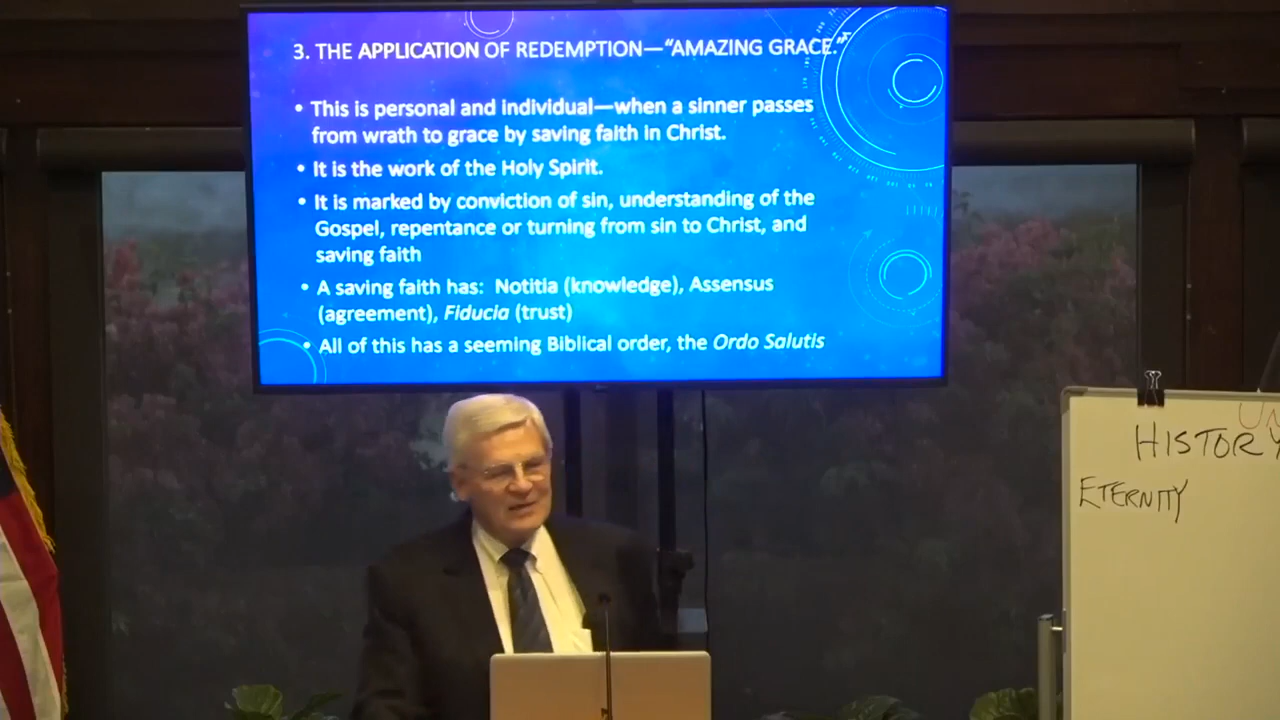 3. THE APPLICATION OF REDEMPTION—“AMAZING GRACE.”
• This is personal and individual—when a sinner passes
from wrath to grace by saving faith in Christ.
• It is the work of the Holy Spirit.
• It is marked by conviction of sin, understanding of the
Gospel, repentance or turning from sin to Christ, and
saving faith
• A saving faith has: Notitia (knowledge), Assensus
(agreement), Fiducia (trust)
• All of this has a seeming Biblical order, the Ordo Salutis
HISTORY
ETERNITY